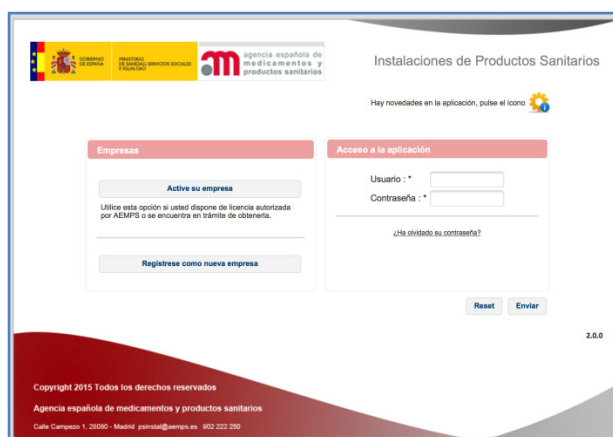 GOBIERNO
DE ESPAÑA
MINISTERIO
DE SANIDAD, SERVICIOS SOCIALES
E IGUALDAD
agencia española de
medicamentos y
productos sanitarios
Instalaciones de Productos Sanitarios
Hay novedades en la aplicación, pulse el icono
Empresas
Active su empresa
Utilice esta opción si usted dispone de licencia autorizada
por AEMPS o se encuentra en trámite de obtenerla.
Regístrese como nueva empresa
Acceso a la aplicación
Usuario : *
Contraseña : *
¿Ha olvidado su contraseña?
Reset
Enviar
2.0.0
Copyright 2015 Todos los derechos reservados
Agencia española de medicamentos y productos sanitarios
Calle Campezo 1, 28080 - Madrid psinstal@aemps.es 902 222 250